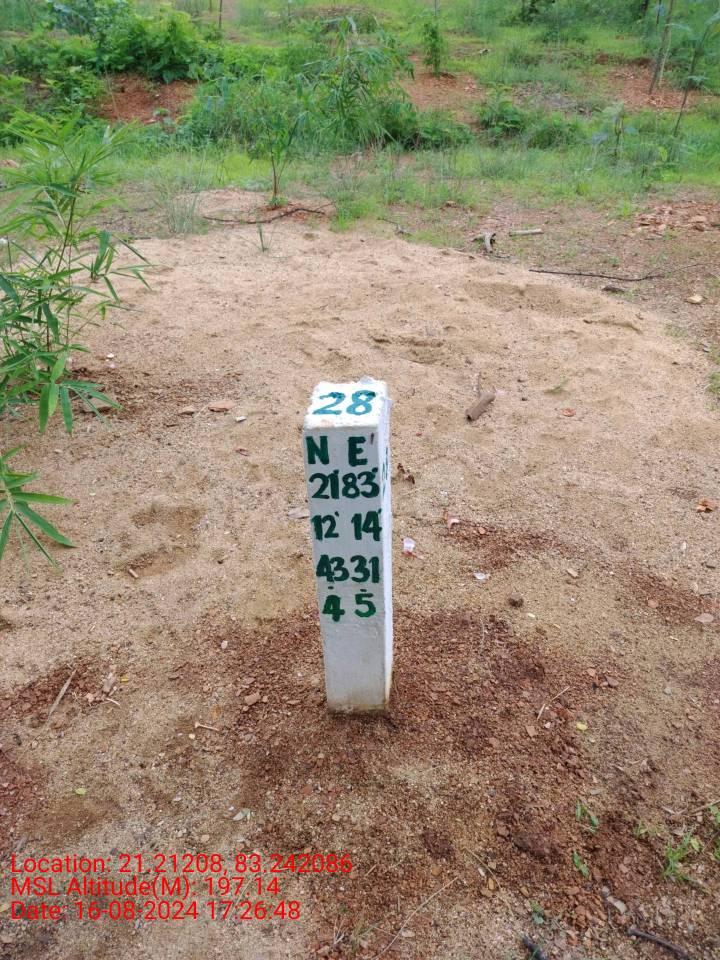 28
N E
21° 83°
12' 14'
43 31
.4 .5
Location: 21.21208, 83.242086
MSL Altitude(M): 197.14
Date: 16-08-2024 17:26:48